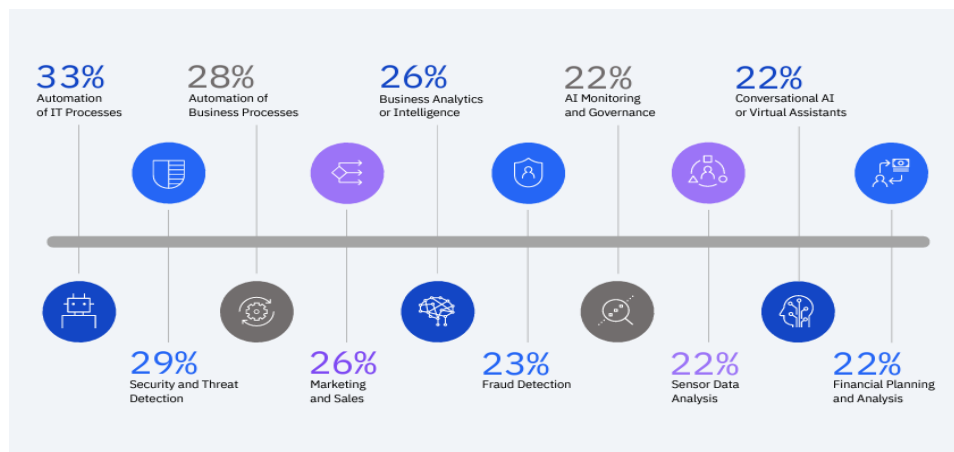 33%
Automation
of IT Processes
28%
Automation of
Business Processes
26%
Business Analytics
or Intelligence
22%
AI Monitoring
and Governance
22%
Conversational AI
or Virtual Assistants
29%
Security and Threat
Detection
26%
Marketing
and Sales
23%
Fraud Detection
22%
Sensor Data
Analysis
22%
Financial Planning
and Analysis